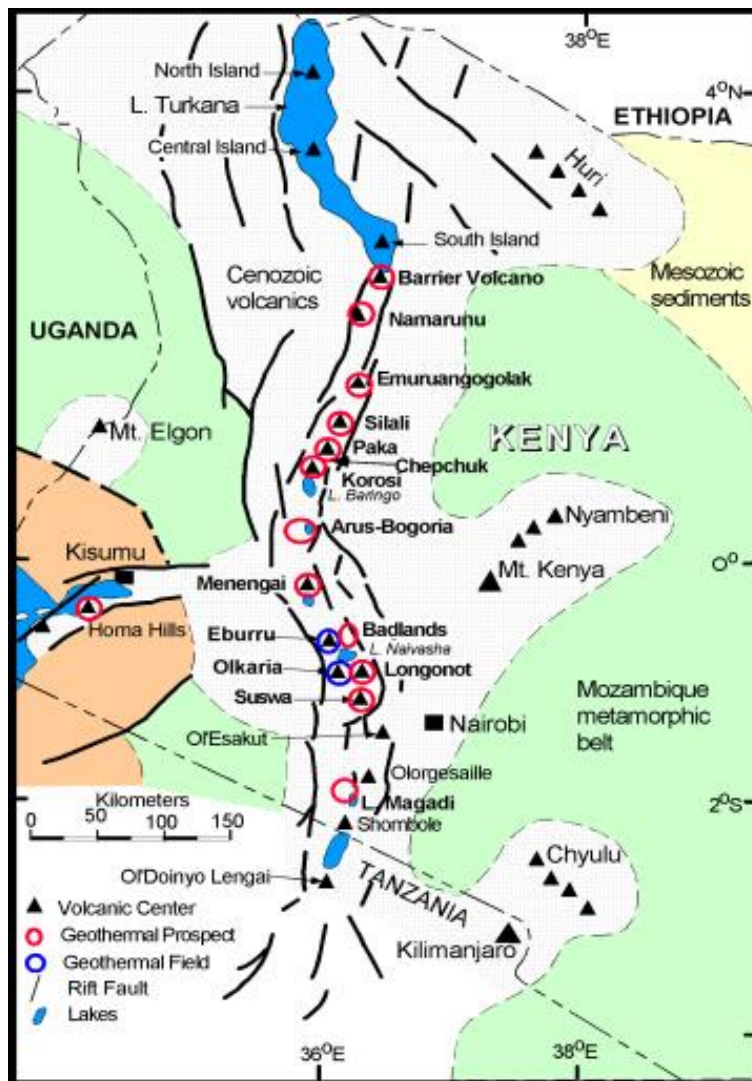 38°E
North Island
4°N
L. Turkana
ETHIOPIA
Central Island
Huri
South Island
Cenozoic
volcanics
Barrier Volcano
Mesozoic
sediments
Namarunu
UGANDA
Emuruangogolak
Silali
KENYA
Mt. Elgon
Paka
Chepchuk
Korosi
L. Baringo
Arus-Bogoria
Nyambeni
Kisumu
0°
Menengai
Mt. Kenya
Homa Hills
Eburru
Badlands
L. Naivasha
Olkaria
Longonot
Suswa
Mozambique
metamorphic
belt
Nairobi
Ol'Esakut
Olorgesaille
Kilometers
L. Magadi
2°S
0 50 100 150
Shombole
Chyulu
Ol'Doinyo Lengai
TANZANIA
Volcanic Center
Geothermal Prospect
Kilimanjaro
Geothermal Field
Rift Fault
Lakes
36°E
38°E